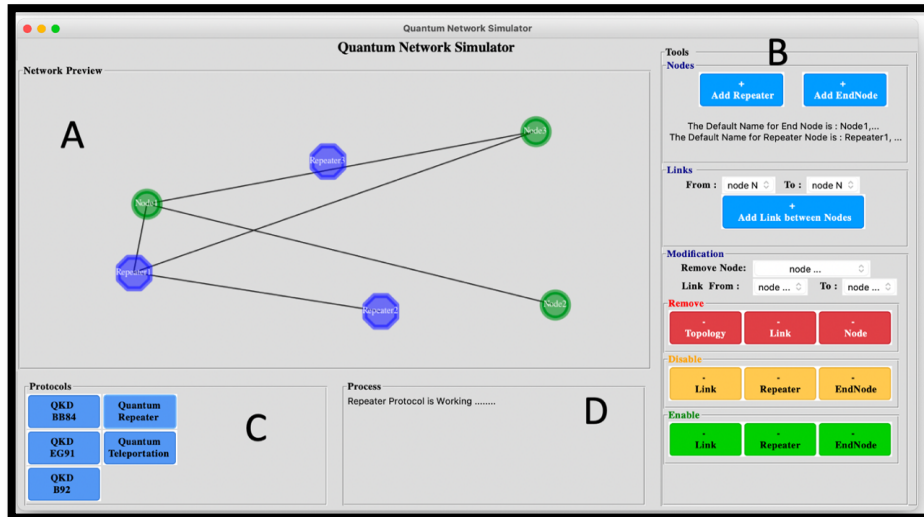 Quantum Network Simulator
Quantum Network Simulator
Network Preview
A
Node3
Repeater3
Node1
Repeater1
Repeater2
Node2
Tools
B
Nodes
+
Add Repeater
+
Add EndNode
The Default Name for End Node is : Node1,...
The Default Name for Repeater Node is : Repeater1, ...
Links
From : node N To : node N
+
Add Link between Nodes
Modification
Remove Node: node ...
Link From : node ... To : node ...
Remove
-
Topology
-
Link
-
Node
Disable
-
Link
-
Repeater
-
EndNode
Enable
-
Link
-
Repeater
-
EndNode
Protocols
QKD
BB84
Quantum
Repeater
QKD
EG91
Quantum
Teleportation
QKD
B92
C
Process
Repeater Protocol is Working ........
D